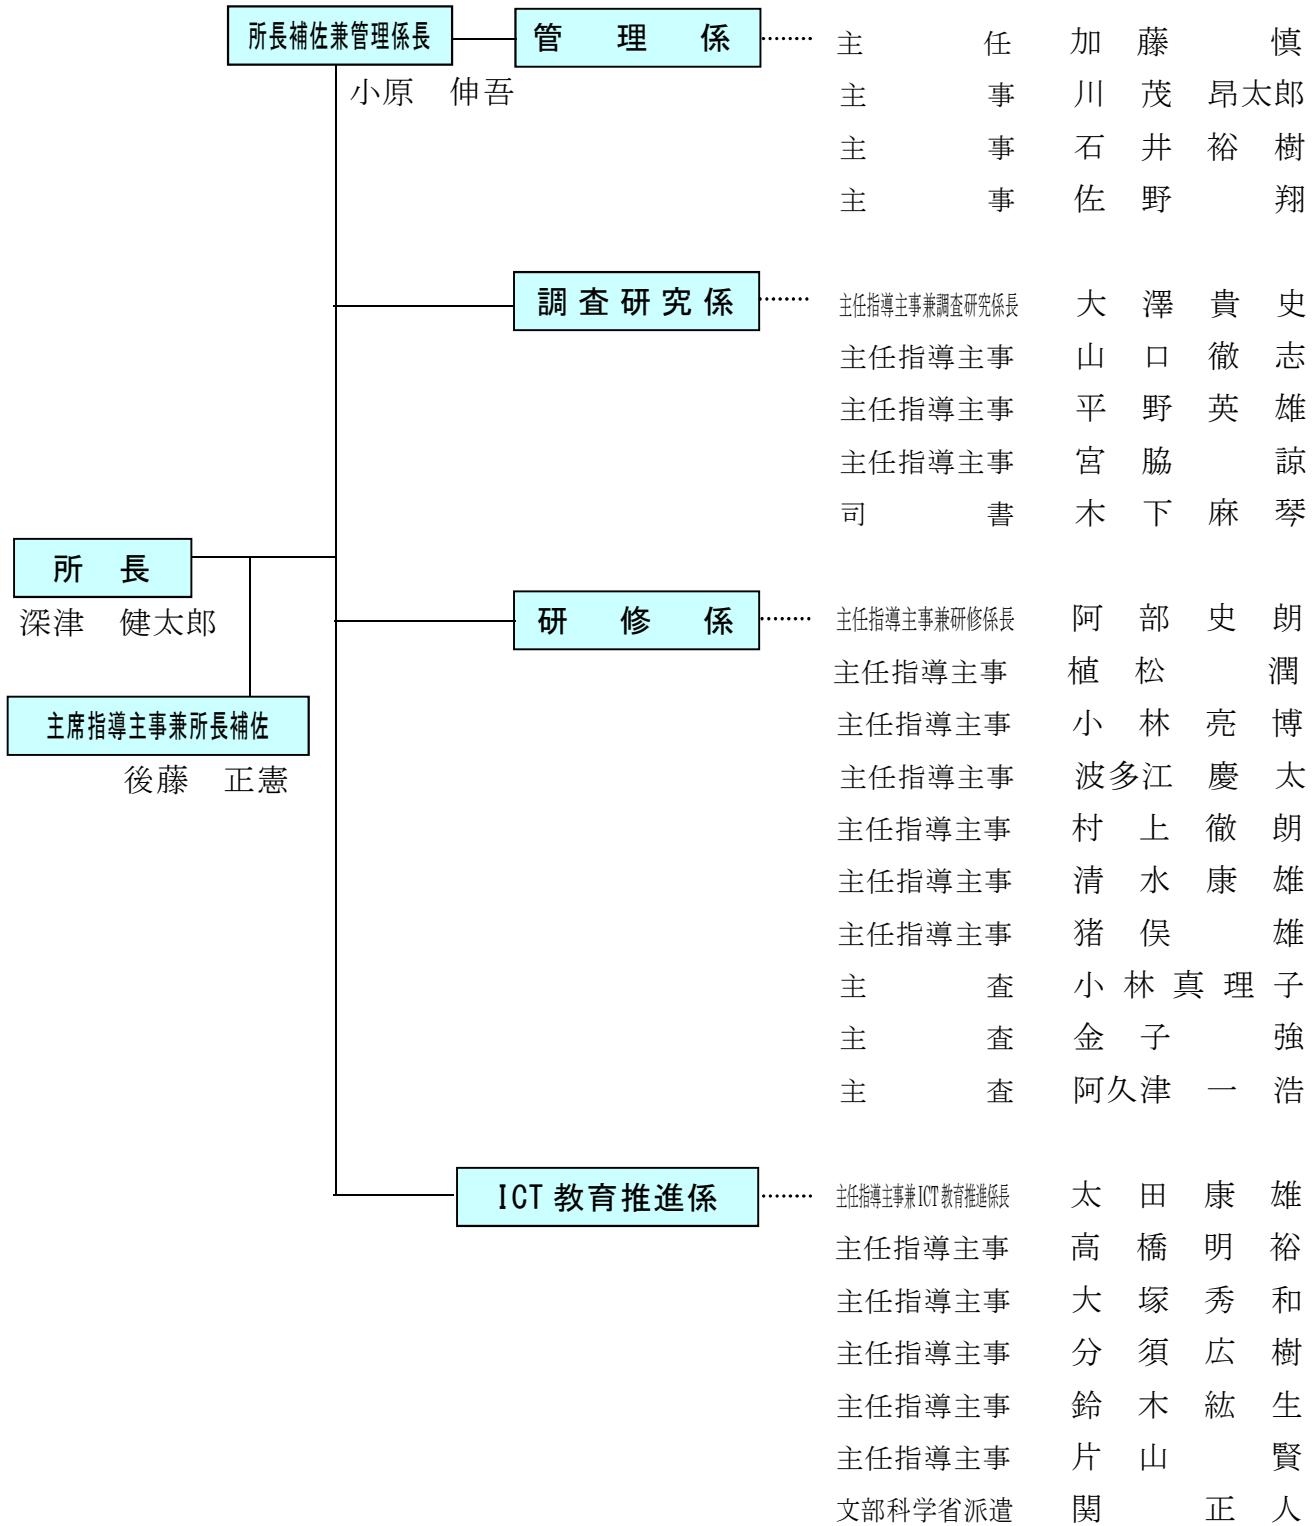 所長補佐兼管理係長
小原　伸吾
管　理　係
主　任　加藤　慎
主　事　川茂　昂太郎
主　事　石井裕樹
主　事　佐野　翔
調査研究係
主任指導主事兼調査研究係長　大澤貴史
主任指導主事　山口徹志
主任指導主事　平野英雄
主任指導主事　宮脇　諒
司　書　木下麻琴
所　長
深津　健太郎
主席指導主事兼所長補佐
後藤　正憲
研　修　係
主任指導主事兼研修係長　阿部史朗
主任指導主事　植松　潤
主任指導主事　小林亮博
主任指導主事　波多江　慶太
主任指導主事　村上徹朗
主任指導主事　清水康雄
主任指導主事　猪俣　雄
主　査　小林真理子
主　査　金子　強
主　査　阿久津　一浩
ICT教育推進係
主任指導主事兼ICT教育推進係長　太田康雄
主任指導主事　高橋明裕
主任指導主事　大塚秀和
主任指導主事　分須広樹
主任指導主事　鈴木紘生
主任指導主事　片山　賢
文部科学省派遣　関　正人